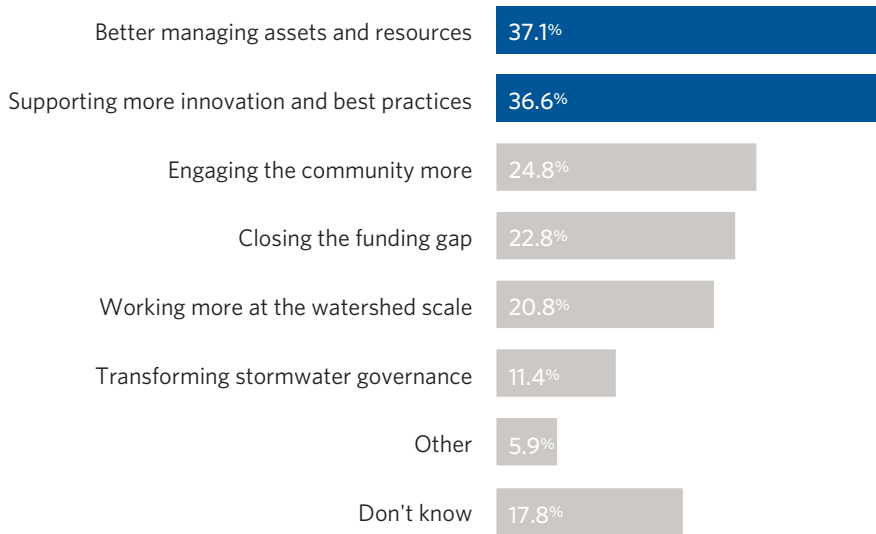 Better managing assets and resources 37.1%
Supporting more innovation and best practices 36.6%
Engaging the community more 24.8%
Closing the funding gap 22.8%
Working more at the watershed scale 20.8%
Transforming stormwater governance 11.4%
Other 5.9%
Don't know 17.8%